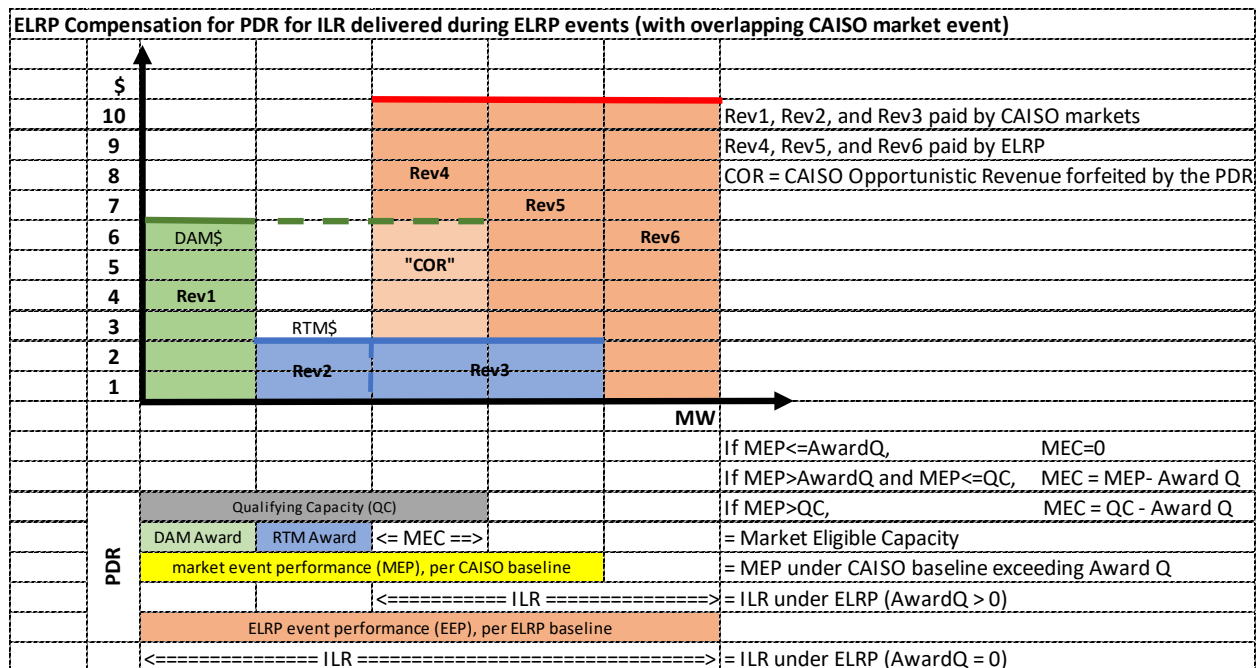 ELRP Compensation for PDR for ILR delivered during ELRP events (with overlapping CAISO market event)
$
10
Rev1, Rev2, and Rev3 paid by CAISO markets
9
Rev4, Rev5, and Rev6 paid by ELRP
8
Rev4
COR = CAISO Opportunistic Revenue forfeited by the PDR
7
Rev5
6
DAM$
Rev6
5
"COR"
4
Rev1
3
RTM$
2
Rev2
Rev3
1
MW
If MEP<=AwardQ, MEC=0
If MEP>AwardQ and MEP<=QC, MEC = MEP- Award Q
Qualifying Capacity (QC)
If MEP>QC, MEC = QC - Award Q
PDR
DAM Award
RTM Award
<= MEC ==>
= Market Eligible Capacity
market event performance (MEP), per CAISO baseline
= MEP under CAISO baseline exceeding Award Q
<=========== ILR ===============>
= ILR under ELRP (AwardQ > 0)
ELRP event performance (EEP), per ELRP baseline
<================ ILR ==================================>
= ILR under ELRP (AwardQ = 0)